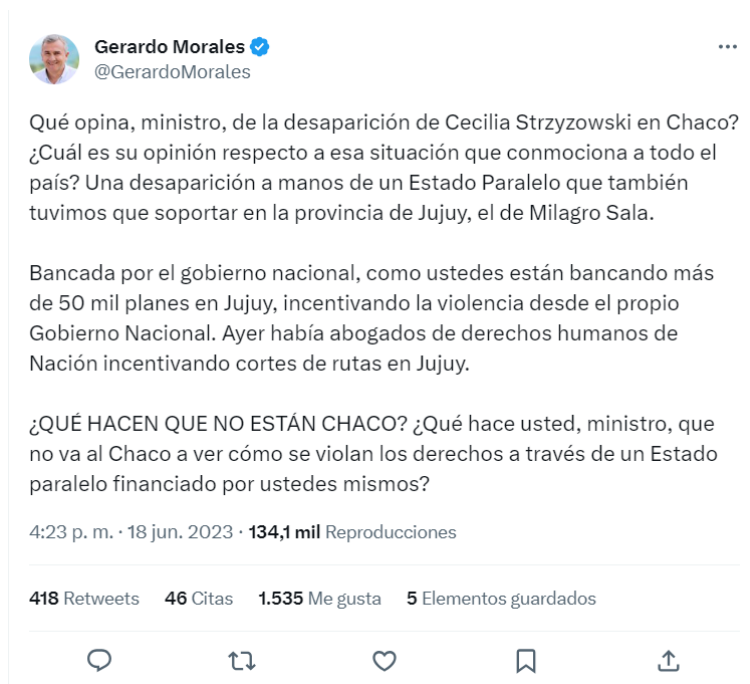 Gerardo Morales
@GerardoMorales
Qué opina, ministro, de la desaparición de Cecilia Strzyzowski en Chaco?
¿Cuál es su opinión respecto a esa situación que conmociona a todo el
país? Una desaparición a manos de un Estado Paralelo que también
tuvimos que soportar en la provincia de Jujuy, el de Milagro Sala.
Bancada por el gobierno nacional, como ustedes están bancando más
de 50 mil planes en Jujuy, incentivando la violencia desde el propio
Gobierno Nacional. Ayer había abogados de derechos humanos de
Nación incentivando cortes de rutas en Jujuy.
¿QUÉ HACEN QUE NO ESTÁN CHACO? ¿Qué hace usted, ministro, que
no va al Chaco a ver cómo se violan los derechos a través de un Estado
paralelo financiado por ustedes mismos?
4:23 p. m. · 18 jun. 2023 · 134,1 mil Reproducciones
418 Retweets 46 Citas 1.535 Me gusta 5 Elementos guardados